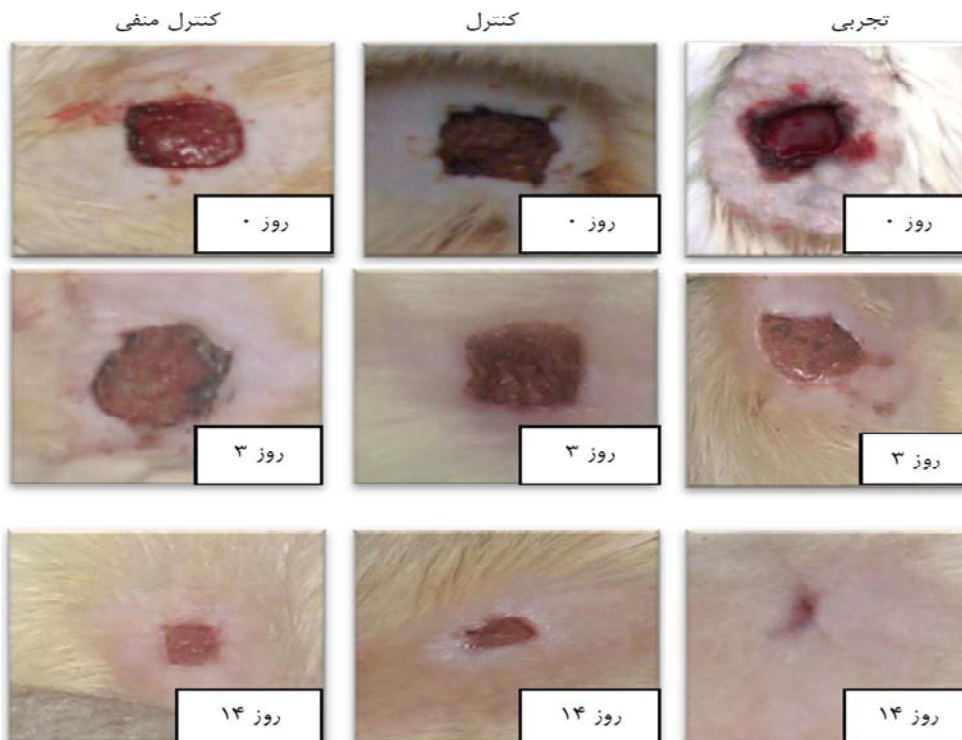 تجربی
کنترل
کنترل منفی
روز ۰
روز ۰
روز ۰
روز ۳
روز ۳
روز ۳
روز ۱۴
روز ۱۴
روز ۱۴